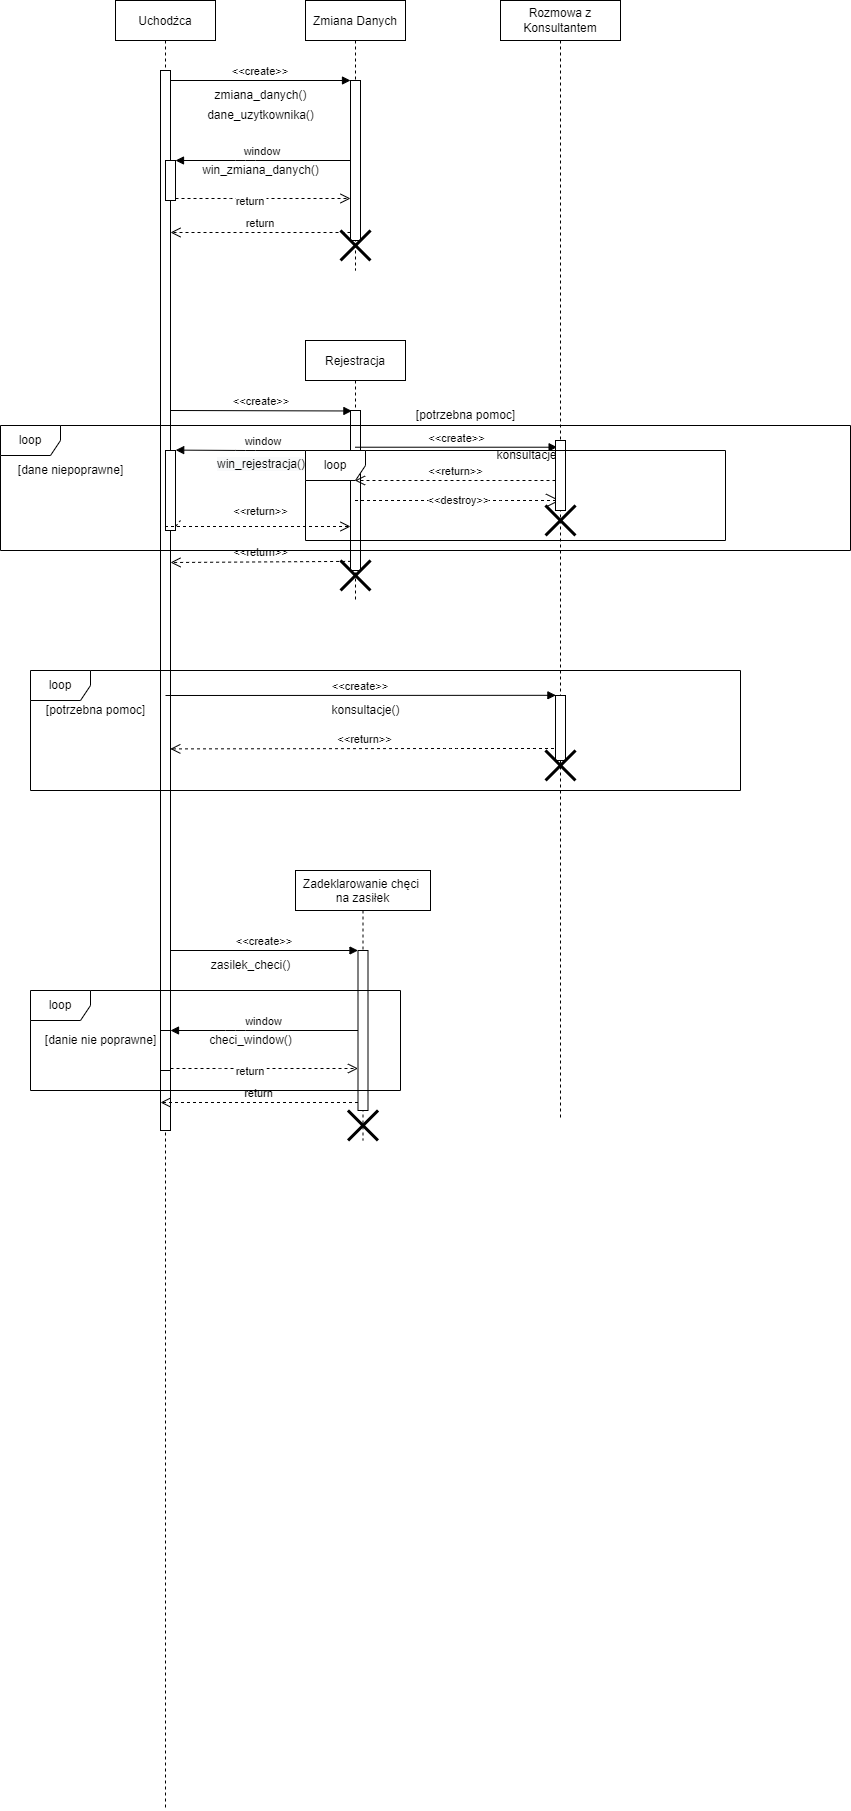 Uchodźca
Zmiana Danych
Rozmowa z
Konsultantem
<<create>>
zmiana_danych()
dane_uzytkownika()
window
win_zmiana_danych()
return
return
Rejestracja
<<create>>
[potrzebna pomoc]
loop
window
<<create>>
konsultacje
[dane niepoprawne]
win_rejestracja()
loop
<<return>>
<<destroy>>
<<return>>
<<return>>
loop
<<create>>
[potrzebna pomoc]
konsultacje()
<<return>>
Zadeklarowanie chęci
na zasiłek
<<create>>
zasilek_checi()
loop
window
[danie nie poprawne]
checi_window()
return
return